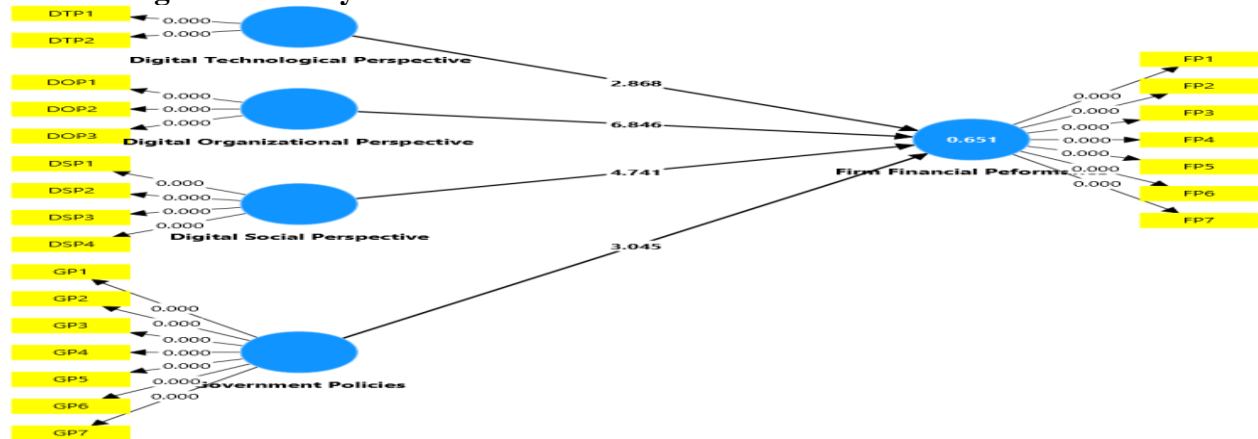 DTP1
DTP2
0.000
0.000
Digital Technological Perspective
DOP1
DOP2
DOP3
0.000
0.000
0.000
Digital Organizational Perspective
DSP1
DSP2
DSP3
DSP4
0.000
0.000
0.000
0.000
Digital Social Perspective
GP1
GP2
GP3
GP4
GP5
GP6
GP7
0.000
0.000
0.000
0.000
0.000
0.000
0.000
Government Policies
2.868
6.846
4.741
3.045
0.651
Firm Financial Peforms...
0.000
0.000
0.000
0.000
0.000
0.000
0.000
FP1
FP2
FP3
FP4
FP5
FP6
FP7